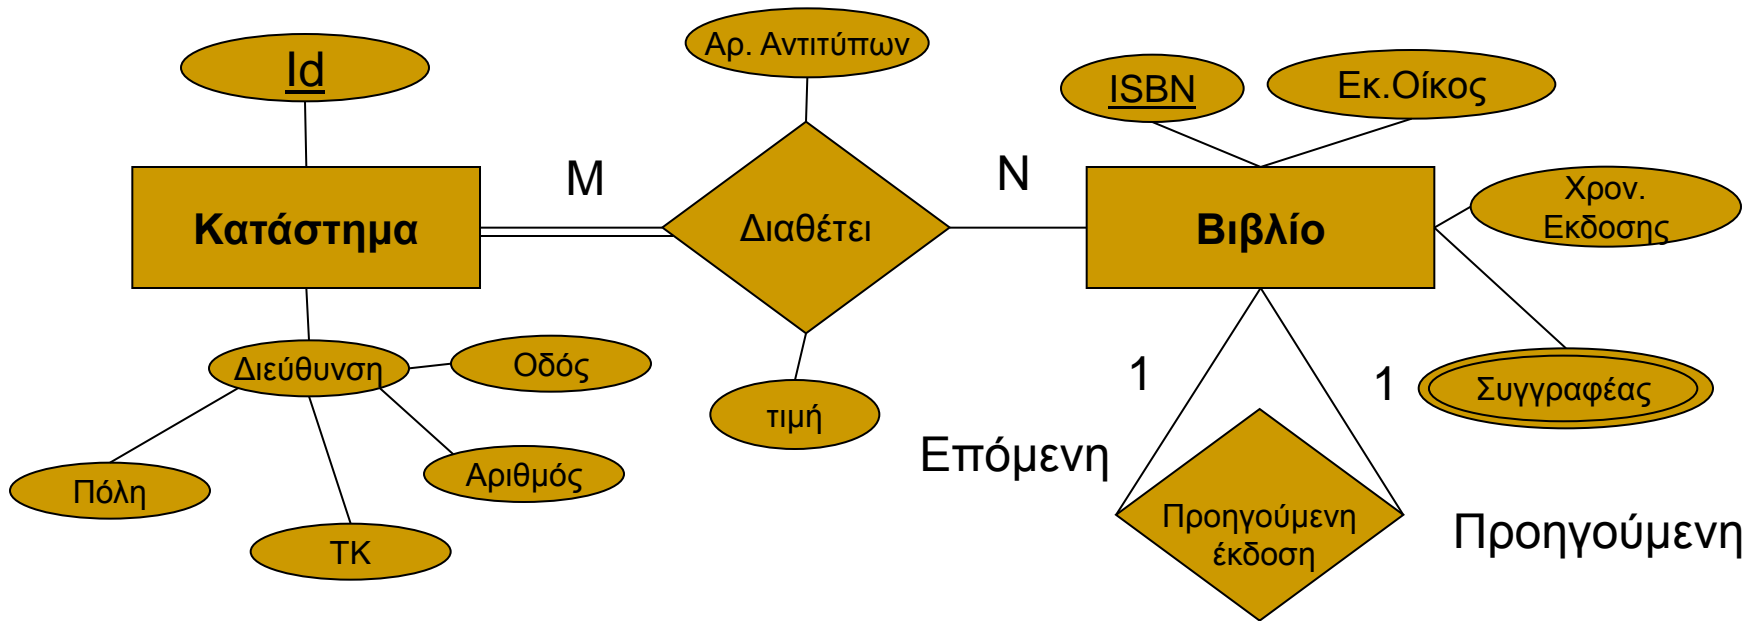 Id
Αρ. Αντιτύπων
ISBN
Εκ.Οίκος
Μ
Ν
Χρον.
Εκδοσης
Κατάστημα
Διαθέτει
Βιβλίο
Διεύθυνση
Οδός
1
1
Συγγραφέας
τιμή
Επόμενη
Πόλη
Αριθμός
ΤΚ
Προηγούμενη
έκδοση
Προηγούμενη